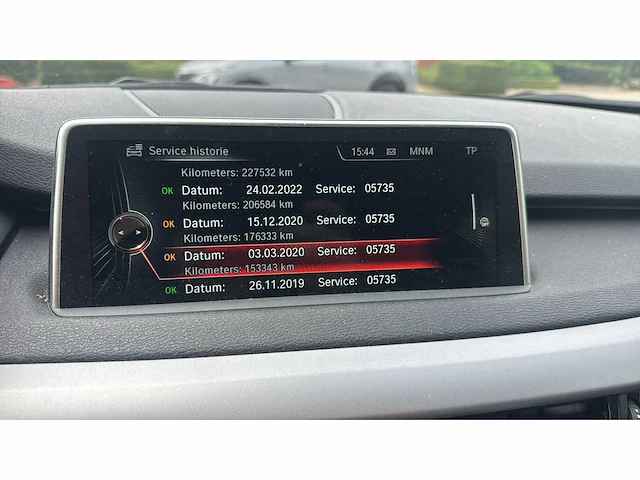 Service historie 15:44 MNM TP
Kilometers: 227532 km
OK Datum: 24.02.2022 Service: 05735
Kilometers: 206584 km
OK Datum: 15.12.2020 Service: 05735
Kilometers: 176333 km
OK Datum: 03.03.2020 Service: 05735
Kilometers: 153343 km
OK Datum: 26.11.2019 Service: 05735